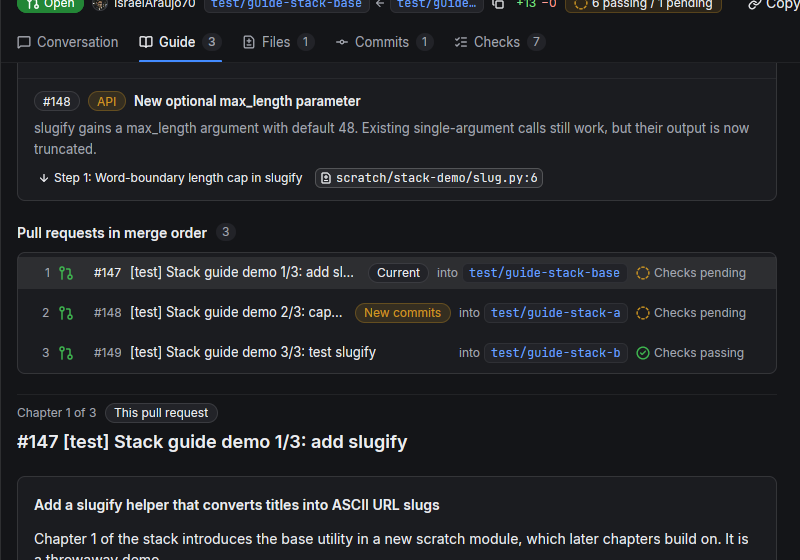 Open IsraelAraujo70 test/guide-stack-base ← test/guide… +13 −0 6 passing / 1 pending Copy
Conversation Guide 3 Files 1 Commits 1 Checks 7
#148 API New optional max_length parameter
slugify gains a max_length argument with default 48. Existing single-argument calls still work, but their output is now
truncated.
↓ Step 1: Word-boundary length cap in slugify scratch/stack-demo/slug.py:6
Pull requests in merge order 3
1 #147 [test] Stack guide demo 1/3: add sl... Current into test/guide-stack-base Checks pending
2 #148 [test] Stack guide demo 2/3: cap... New commits into test/guide-stack-a Checks pending
3 #149 [test] Stack guide demo 3/3: test slugify into test/guide-stack-b Checks passing
Chapter 1 of 3 This pull request
#147 [test] Stack guide demo 1/3: add slugify
Add a slugify helper that converts titles into ASCII URL slugs
Chapter 1 of the stack introduces the base utility in a new scratch module, which later chapters build on. It is
a throwaway demo